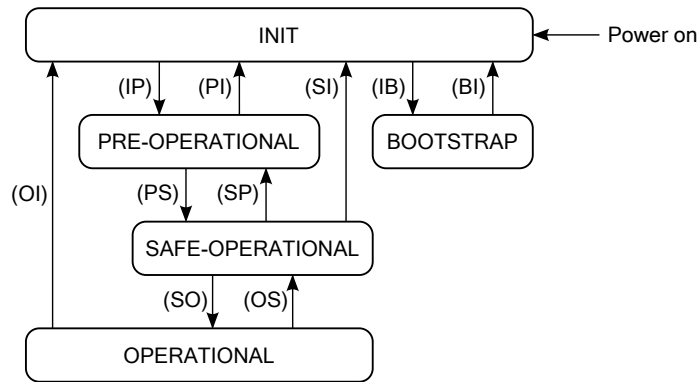 INIT
Power on
(IP)
(PI)
(SI)
(IB)
(BI)
PRE-OPERATIONAL
BOOTSTRAP
(OI)
(PS)
(SP)
SAFE-OPERATIONAL
(SO)
(OS)
OPERATIONAL